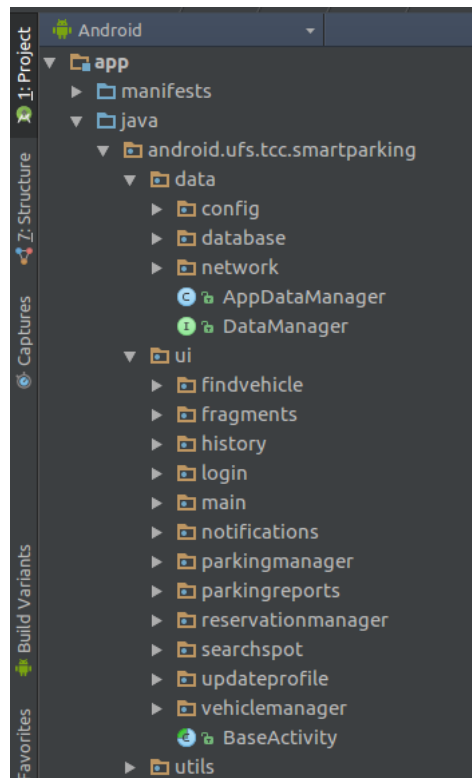 Android
1: Project
app
manifests
java
android.ufs.tcc.smartparking
data
config
database
network
AppDataManager
DataManager
ui
findvehicle
fragments
history
login
main
notifications
parkingmanager
parkingreports
reservationmanager
searchspot
updateprofile
vehiclemanager
BaseActivity
utils
7: Structure
Captures
Build Variants
Favorites